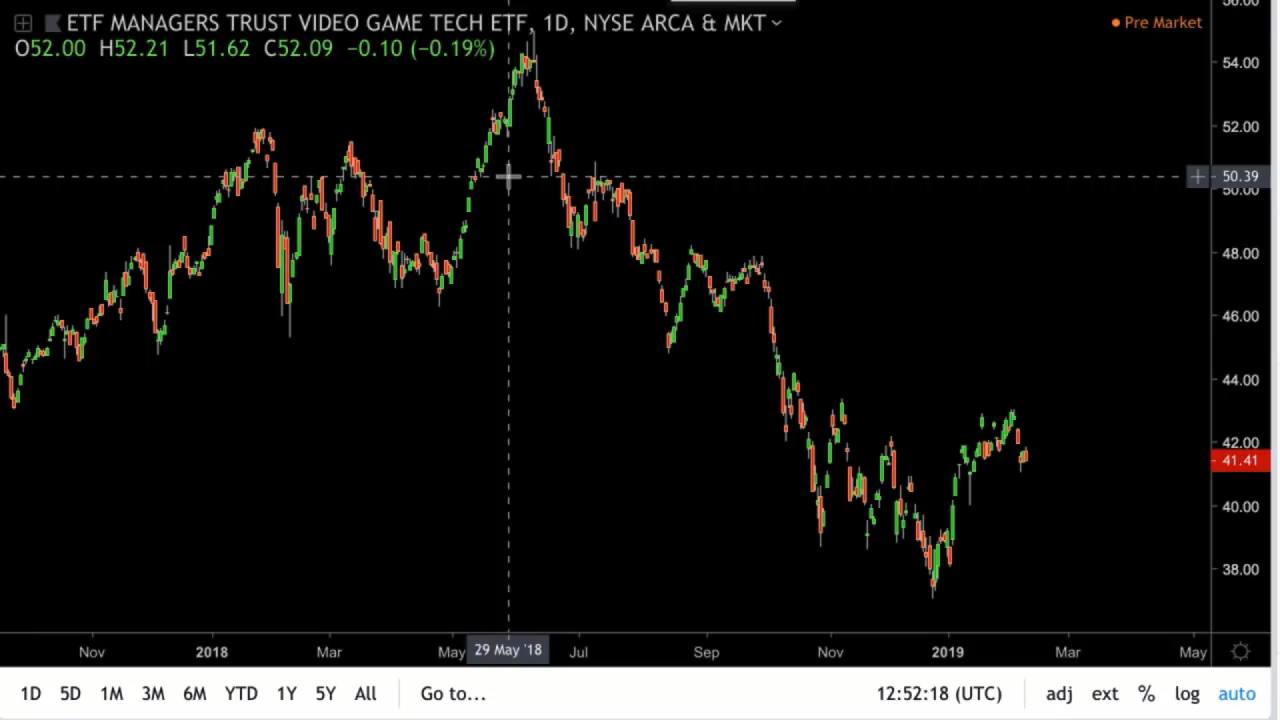 ETF MANAGERS TRUST VIDEO GAME TECH ETF, 1D, NYSE ARCA & MKT
Pre Market
O52.00 H52.21 L51.62 C52.09 −0.10 (−0.19%)
56.00
54.00
52.00
50.39
50.00
48.00
46.00
44.00
42.00
41.41
40.00
38.00
Nov 2018 Mar May 29 May '18 Jul Sep Nov 2019 Mar May
1D 5D 1M 3M 6M YTD 1Y 5Y All Go to... 12:52:18 (UTC) adj ext % log auto